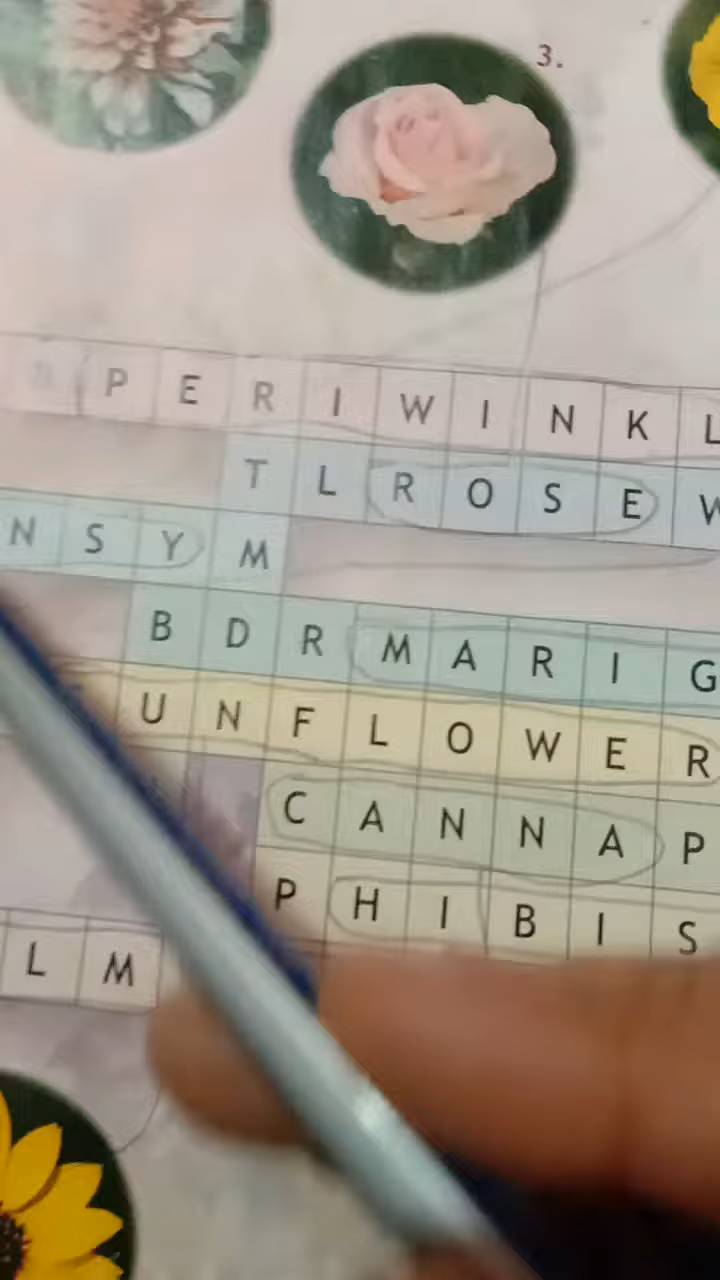 3.
P E R I W I N K L
T L R O S E W
N S Y M
B D R M A R I G
U N F L O W E R
C A N N A P
P H I B I S
L M